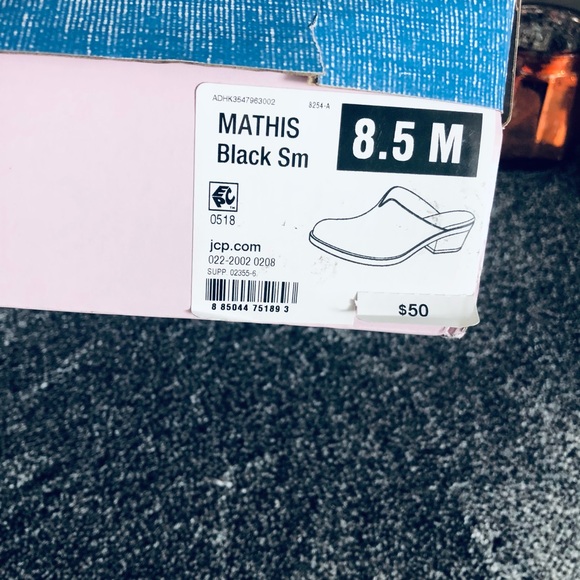 ADHK3547963002 8254-A
MATHIS 8.5 M
Black Sm
EPC
0518
jcp.com
022-2002 0208
SUPP. 02355-6
8 85044 75189 3
$50